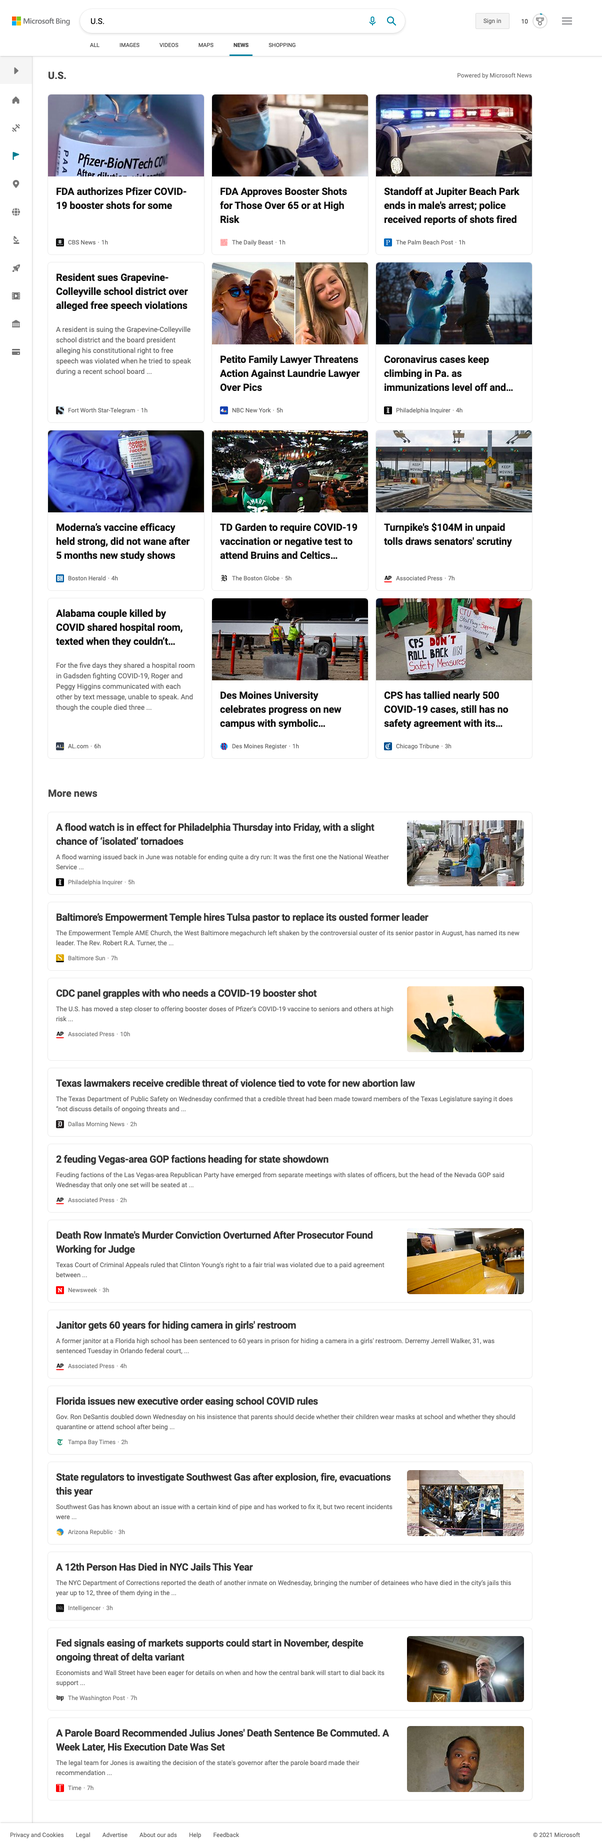 Microsoft Bing
U.S.
Sign in
10
ALL IMAGES VIDEOS MAPS NEWS SHOPPING
U.S.
Powered by Microsoft News
Pfizer-BioNTech
After dilution
FDA authorizes Pfizer COVID-
19 booster shots for some
CBS News · 1h
FDA Approves Booster Shots
for Those Over 65 or at High
Risk
The Daily Beast · 1h
Standoff at Jupiter Beach Park
ends in male's arrest; police
received reports of shots fired
The Palm Beach Post · 1h
Resident sues Grapevine-
Colleyville school district over
alleged free speech violations
A resident is suing the Grapevine-Colleyville
school district and the board president
alleging his constitutional right to free
speech was violated when he tried to speak
during a recent school board ...
Fort Worth Star-Telegram · 1h
Petito Family Lawyer Threatens
Action Against Laundrie Lawyer
Over Pics
NBC New York · 5h
Coronavirus cases keep
climbing in Pa. as
immunizations level off and…
Philadelphia Inquirer · 4h
Moderna's vaccine efficacy
held strong, did not wane after
5 months new study shows
Boston Herald · 4h
TD Garden to require COVID-19
vaccination or negative test to
attend Bruins and Celtics…
The Boston Globe · 5h
KEEP
MOVING
Turnpike's $104M in unpaid
tolls draws senators' scrutiny
AP Associated Press · 7h
Alabama couple killed by
COVID shared hospital room,
texted when they couldn't…
For the five days they shared a hospital room
in Gadsden fighting COVID-19, Roger and
Peggy Higgins communicated with each
other by text message, unable to speak. And
though the couple died three ...
AL.com · 6h
Des Moines University
celebrates progress on new
campus with symbolic…
Des Moines Register · 1h
CPS DON'T
ROLL BACK
Safety Measures
CPS has tallied nearly 500
COVID-19 cases, still has no
safety agreement with its…
Chicago Tribune · 3h
More news
A flood watch is in effect for Philadelphia Thursday into Friday, with a slight
chance of 'isolated' tornadoes
A flood warning issued back in June was notable for ending quite a dry run: It was the first one the National Weather
Service ...
Philadelphia Inquirer · 5h
Baltimore's Empowerment Temple hires Tulsa pastor to replace its ousted former leader
The Empowerment Temple AME Church, the West Baltimore megachurch left shaken by the controversial ouster of its senior pastor in August, has named its new
leader. The Rev. Robert R.A. Turner, the ...
Baltimore Sun · 7h
CDC panel grapples with who needs a COVID-19 booster shot
The U.S. has moved a step closer to offering booster doses of Pfizer's COVID-19 vaccine to seniors and others at high
risk ...
AP Associated Press · 10h
Texas lawmakers receive credible threat of violence tied to vote for new abortion law
The Texas Department of Public Safety on Wednesday confirmed that a credible threat had been made toward members of the Texas Legislature saying it does
"not discuss details of ongoing threats and ...
D Dallas Morning News · 2h
2 feuding Vegas-area GOP factions heading for state showdown
Feuding factions of the Las Vegas-area Republican Party have emerged from separate meetings with slates of officers, but the head of the Nevada GOP said
Wednesday that only one set will be seated at ...
AP Associated Press · 2h
Death Row Inmate's Murder Conviction Overturned After Prosecutor Found
Working for Judge
Texas Court of Criminal Appeals ruled that Clinton Young's right to a fair trial was violated due to a paid agreement
between ...
N Newsweek · 3h
Janitor gets 60 years for hiding camera in girls' restroom
A former janitor at a Florida high school has been sentenced to 60 years in prison for hiding a camera in a girls' restroom. Derremy Jerrell Walker, 31, was
sentenced Tuesday in Orlando federal court, ...
AP Associated Press · 4h
Florida issues new executive order easing school COVID rules
Gov. Ron DeSantis doubled down Wednesday on his insistence that parents should decide whether their children wear masks at school and whether they should
quarantine or attend school after being ...
Tampa Bay Times · 2h
State regulators to investigate Southwest Gas after explosion, fire, evacuations
this year
Southwest Gas has known about an issue with a certain kind of pipe and has worked to fix it, but two recent incidents
were ...
Arizona Republic · 3h
A 12th Person Has Died in NYC Jails This Year
The NYC Department of Corrections reported the death of another inmate on Wednesday, bringing the number of detainees who have died in the city's jails this
year up to 12, three of them dying in the ...
Intelligencer · 3h
Fed signals easing of markets supports could start in November, despite
ongoing threat of delta variant
Economists and Wall Street have been eager for details on when and how the central bank will start to dial back its
support ...
wp The Washington Post · 7h
A Parole Board Recommended Julius Jones' Death Sentence Be Commuted. A
Week Later, His Execution Date Was Set
The legal team for Jones is awaiting the decision of the state's governor after the parole board made their
recommendation ...
T Time · 7h
Privacy and Cookies Legal Advertise About our ads Help Feedback
© 2021 Microsoft